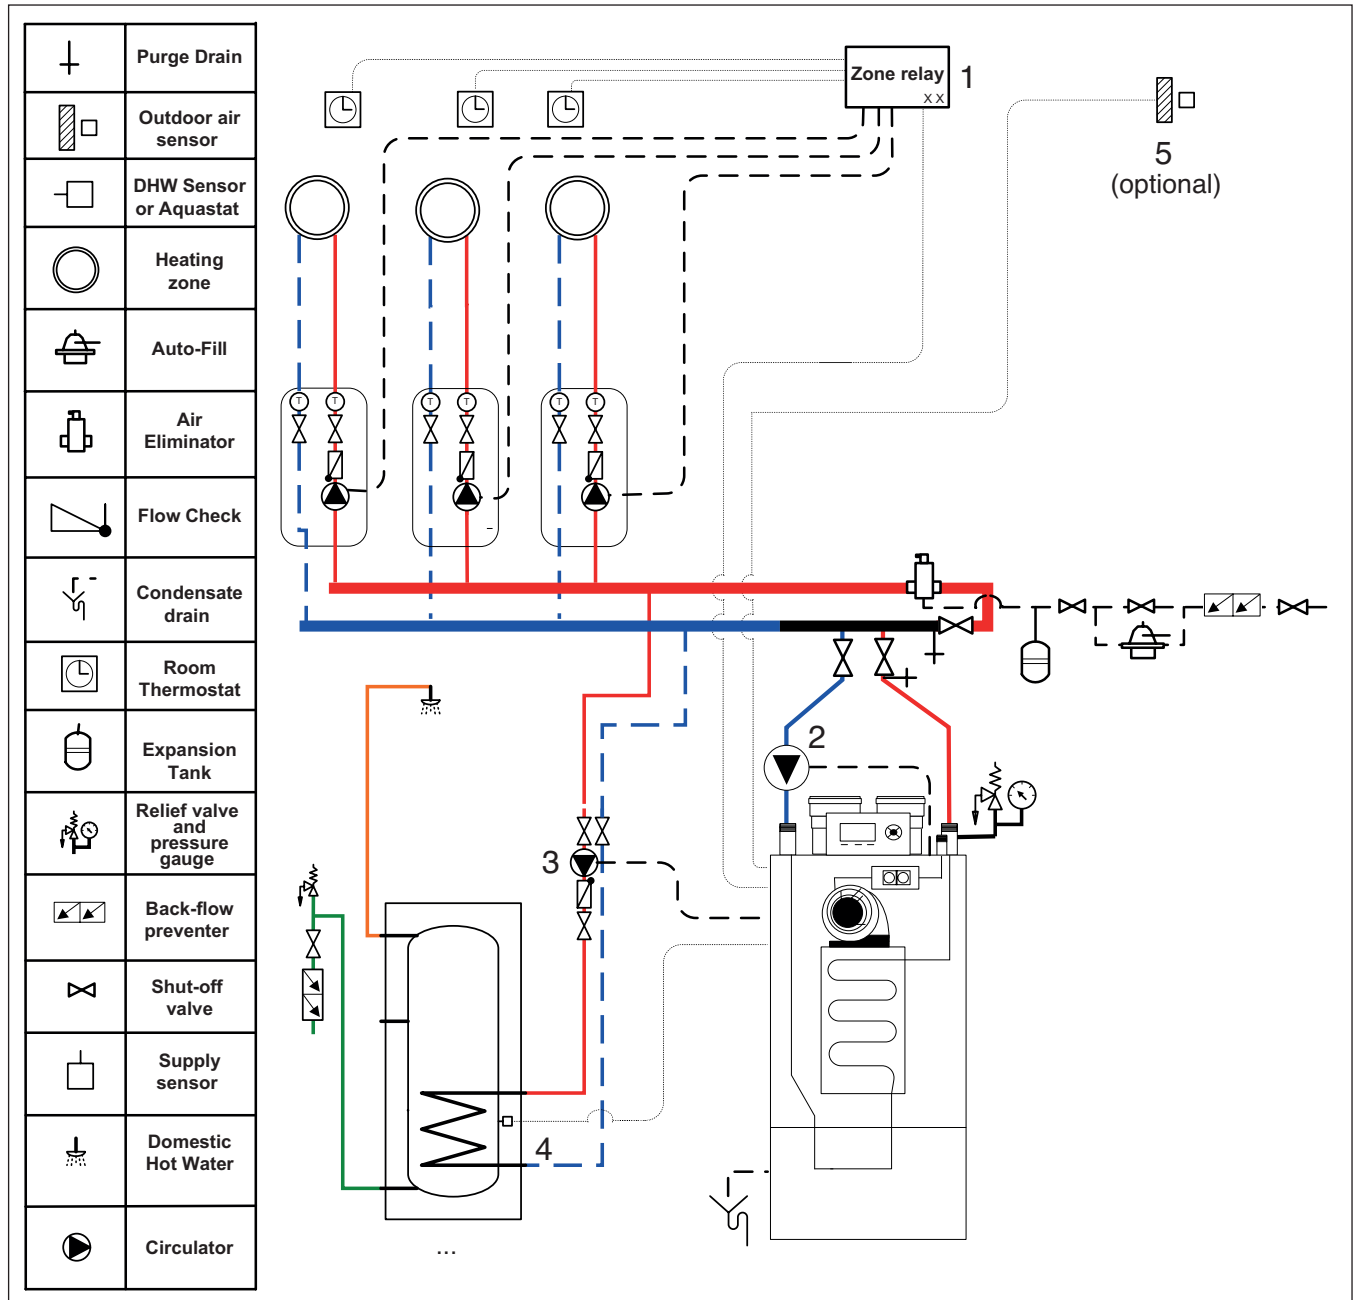 Purge Drain
Outdoor air
sensor
DHW Sensor
or Aquastat
Heating
zone
Auto-Fill
Air
Eliminator
Flow Check
Condensate
drain
Room
Thermostat
Expansion
Tank
Relief valve
and
pressure
gauge
Back-flow
preventer
Shut-off
valve
Supply
sensor
Domestic
Hot Water
Circulator
Zone relay
X X
1
5
(optional)
T T T T T T
2
3
4
...